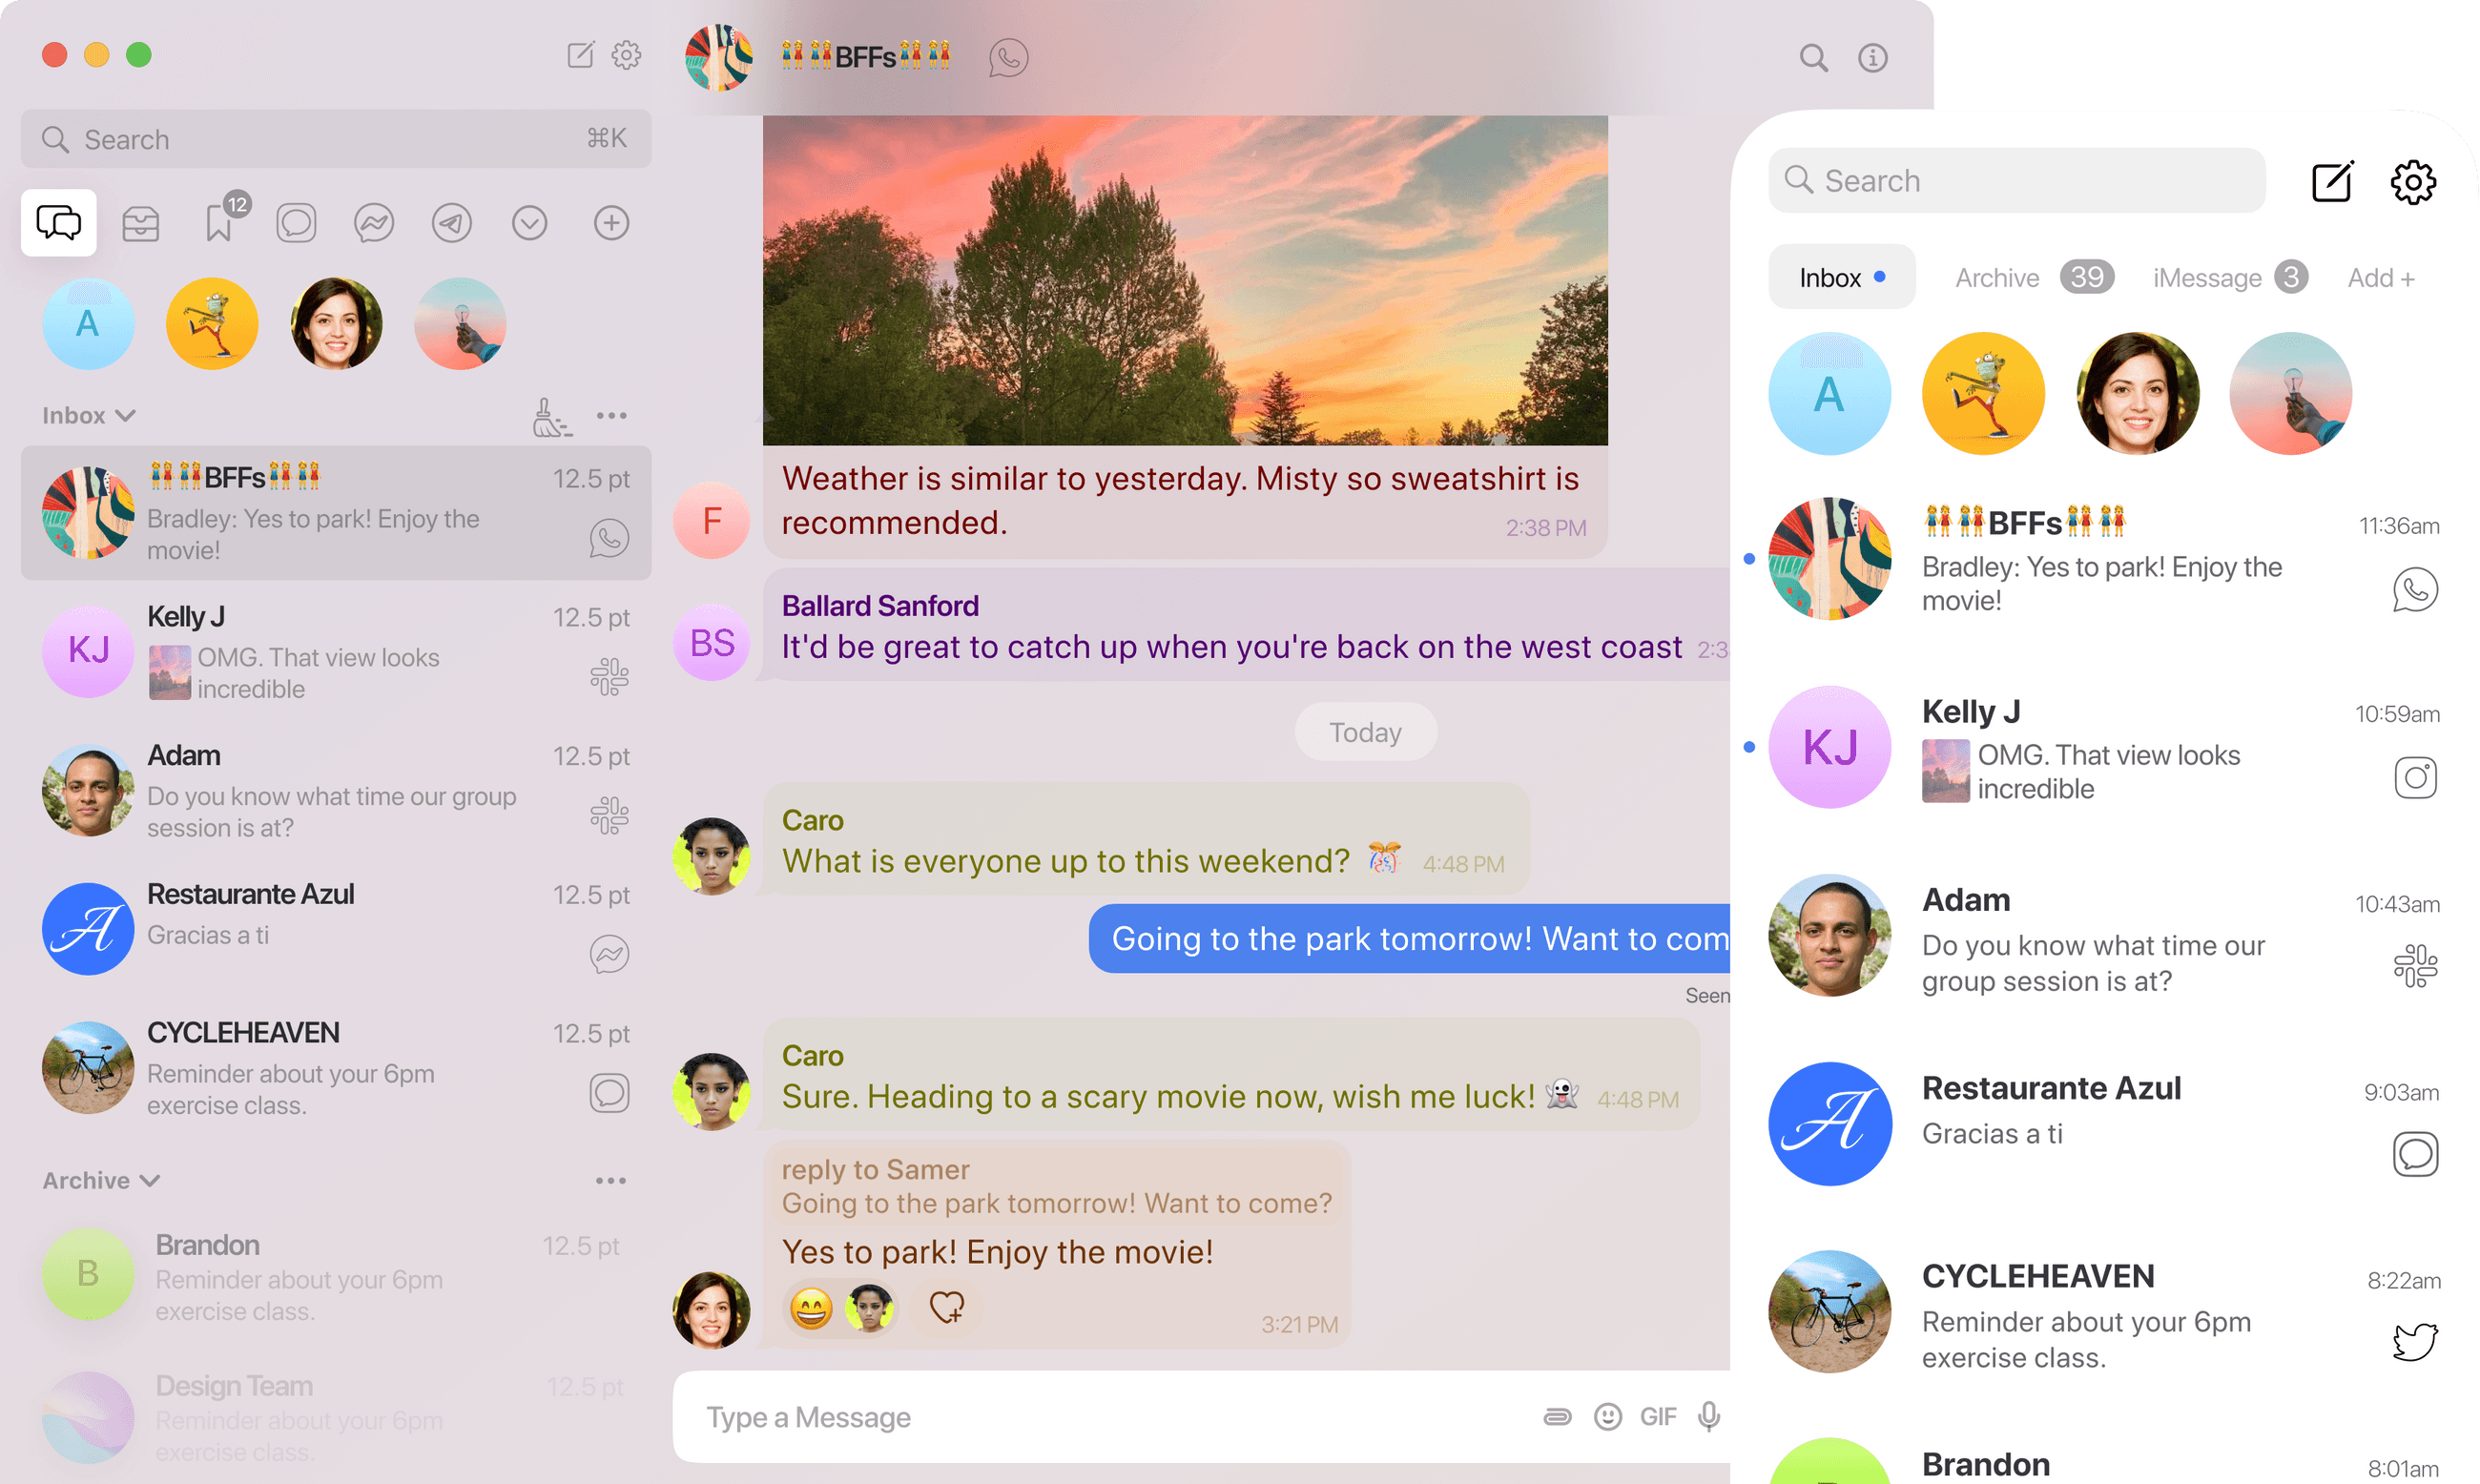 BFFs
Search ⌘K
12
A
Inbox
BFFs 12.5 pt
Bradley: Yes to park! Enjoy the
movie!
KJ
Kelly J 12.5 pt
OMG. That view looks
incredible
Adam 12.5 pt
Do you know what time our group
session is at?
A
Restaurante Azul 12.5 pt
Gracias a ti
CYCLEHEAVEN 12.5 pt
Reminder about your 6pm
exercise class.
Archive
B
Brandon 12.5 pt
Reminder about your 6pm
exercise class.
Design Team 12.5 pt
Reminder about your 6pm
exercise class.
F
Weather is similar to yesterday. Misty so sweatshirt is
recommended. 2:38 PM
BS
Ballard Sanford
It'd be great to catch up when you're back on the west coast 2:3
Today
Caro
What is everyone up to this weekend? 🎊 4:48 PM
Going to the park tomorrow! Want to com
Seen
Caro
Sure. Heading to a scary movie now, wish me luck! 👻 4:48 PM
reply to Samer
Going to the park tomorrow! Want to come?
Yes to park! Enjoy the movie!
3:21 PM
Type a Message GIF
Search
Inbox Archive 39 iMessage 3 Add +
A
BFFs 11:36am
Bradley: Yes to park! Enjoy the
movie!
KJ
Kelly J 10:59am
OMG. That view looks
incredible
Adam 10:43am
Do you know what time our
group session is at?
A
Restaurante Azul 9:03am
Gracias a ti
CYCLEHEAVEN 8:22am
Reminder about your 6pm
exercise class.
Brandon 8:01am